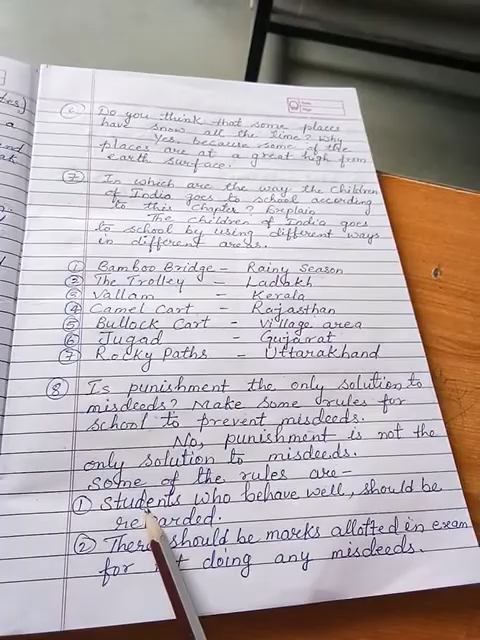 tes)
a
and
at
6 Do you think that some places
have snow all the time? Why
Yes, because some of the
places are at a great high from
earth surface.
7 In which are the way the children
of India goes to school according
to this chapter? Explain
The children of India goes
to school by using different ways
in different areas.
1 Bamboo Bridge - Rainy Season
2 The Trolley - Ladakh
3 Vallam - Kerala
4 Camel Cart - Rajasthan
5 Bullock Cart - Village area
6 Jugad - Gujarat
7 Rocky Paths - Uttarakhand
8 Is punishment the only solution to
misdeeds? Make some rules for
school to prevent misdeeds.
No, punishment is not the
only solution to misdeeds.
Some of the rules are-
1 Students who behave well, should be
rewarded.
2 There should be marks allotted in exam
for not doing any misdeeds.